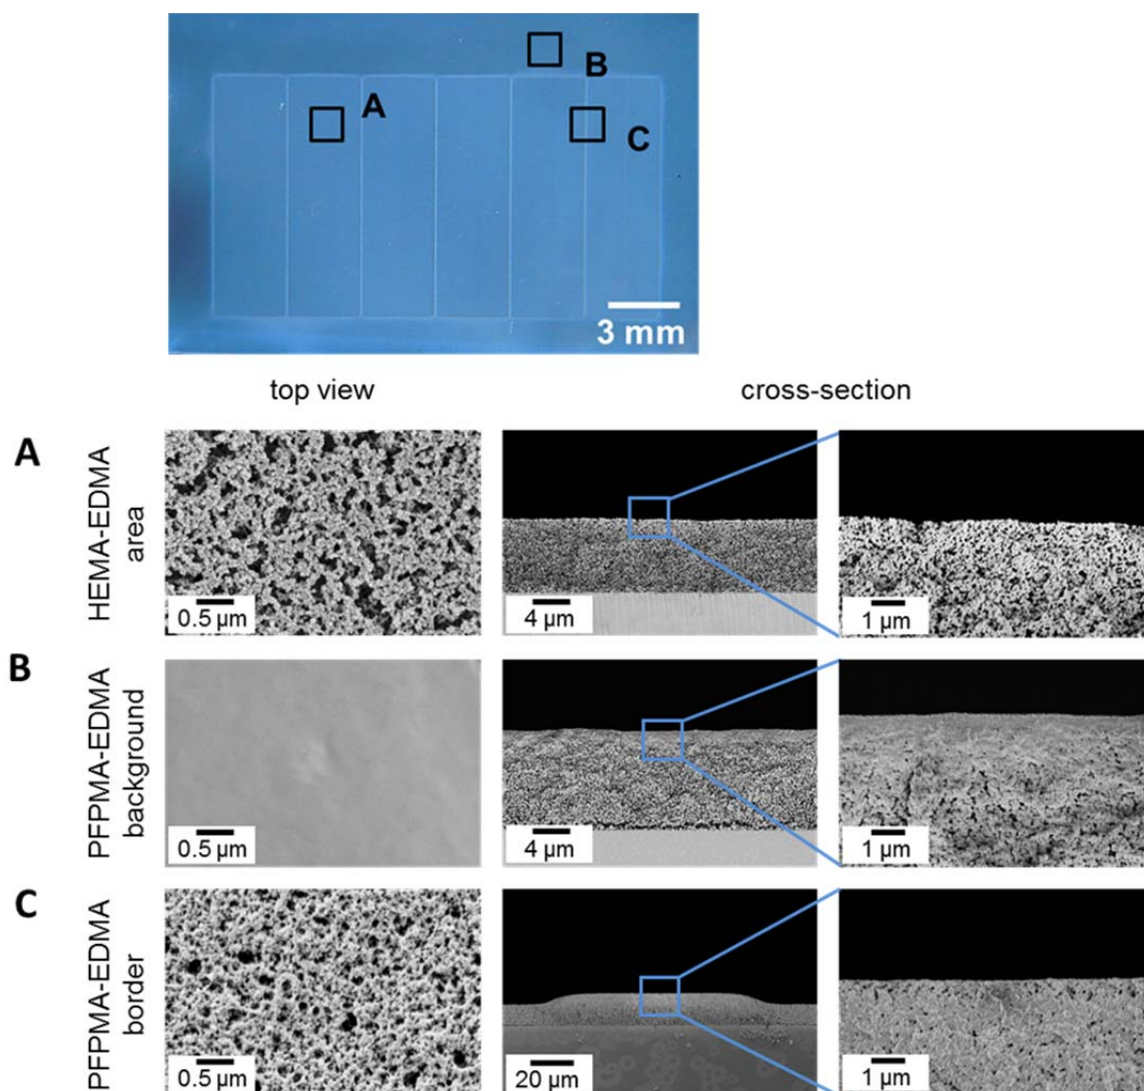 A
B
C
3 mm
top view
cross-section
A
HEMA-EDMA
area
0.5 µm
4 µm
1 µm
B
PFPMA-EDMA
background
0.5 µm
4 µm
1 µm
C
PFPMA-EDMA
border
0.5 µm
20 µm
1 µm